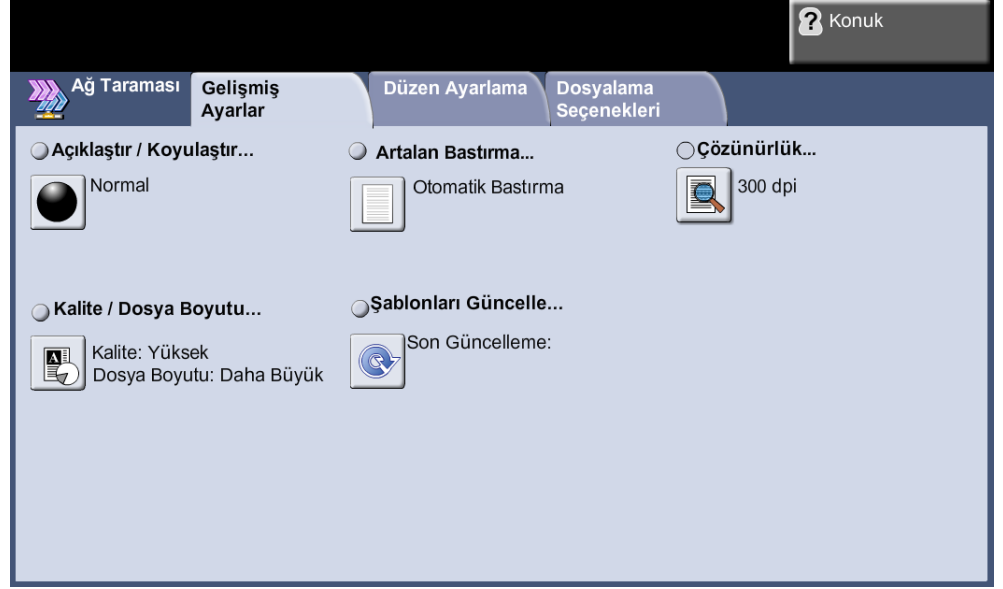 Konuk
Ağ Taraması
Gelişmiş
Ayarlar
Düzen Ayarlama
Dosyalama
Seçenekleri
Açıklaştır / Koyulaştır...
Normal
Artalan Bastırma...
Otomatik Bastırma
Çözünürlük...
300 dpi
Kalite / Dosya Boyutu...
Kalite: Yüksek
Dosya Boyutu: Daha Büyük
Şablonları Güncelle...
Son Güncelleme: